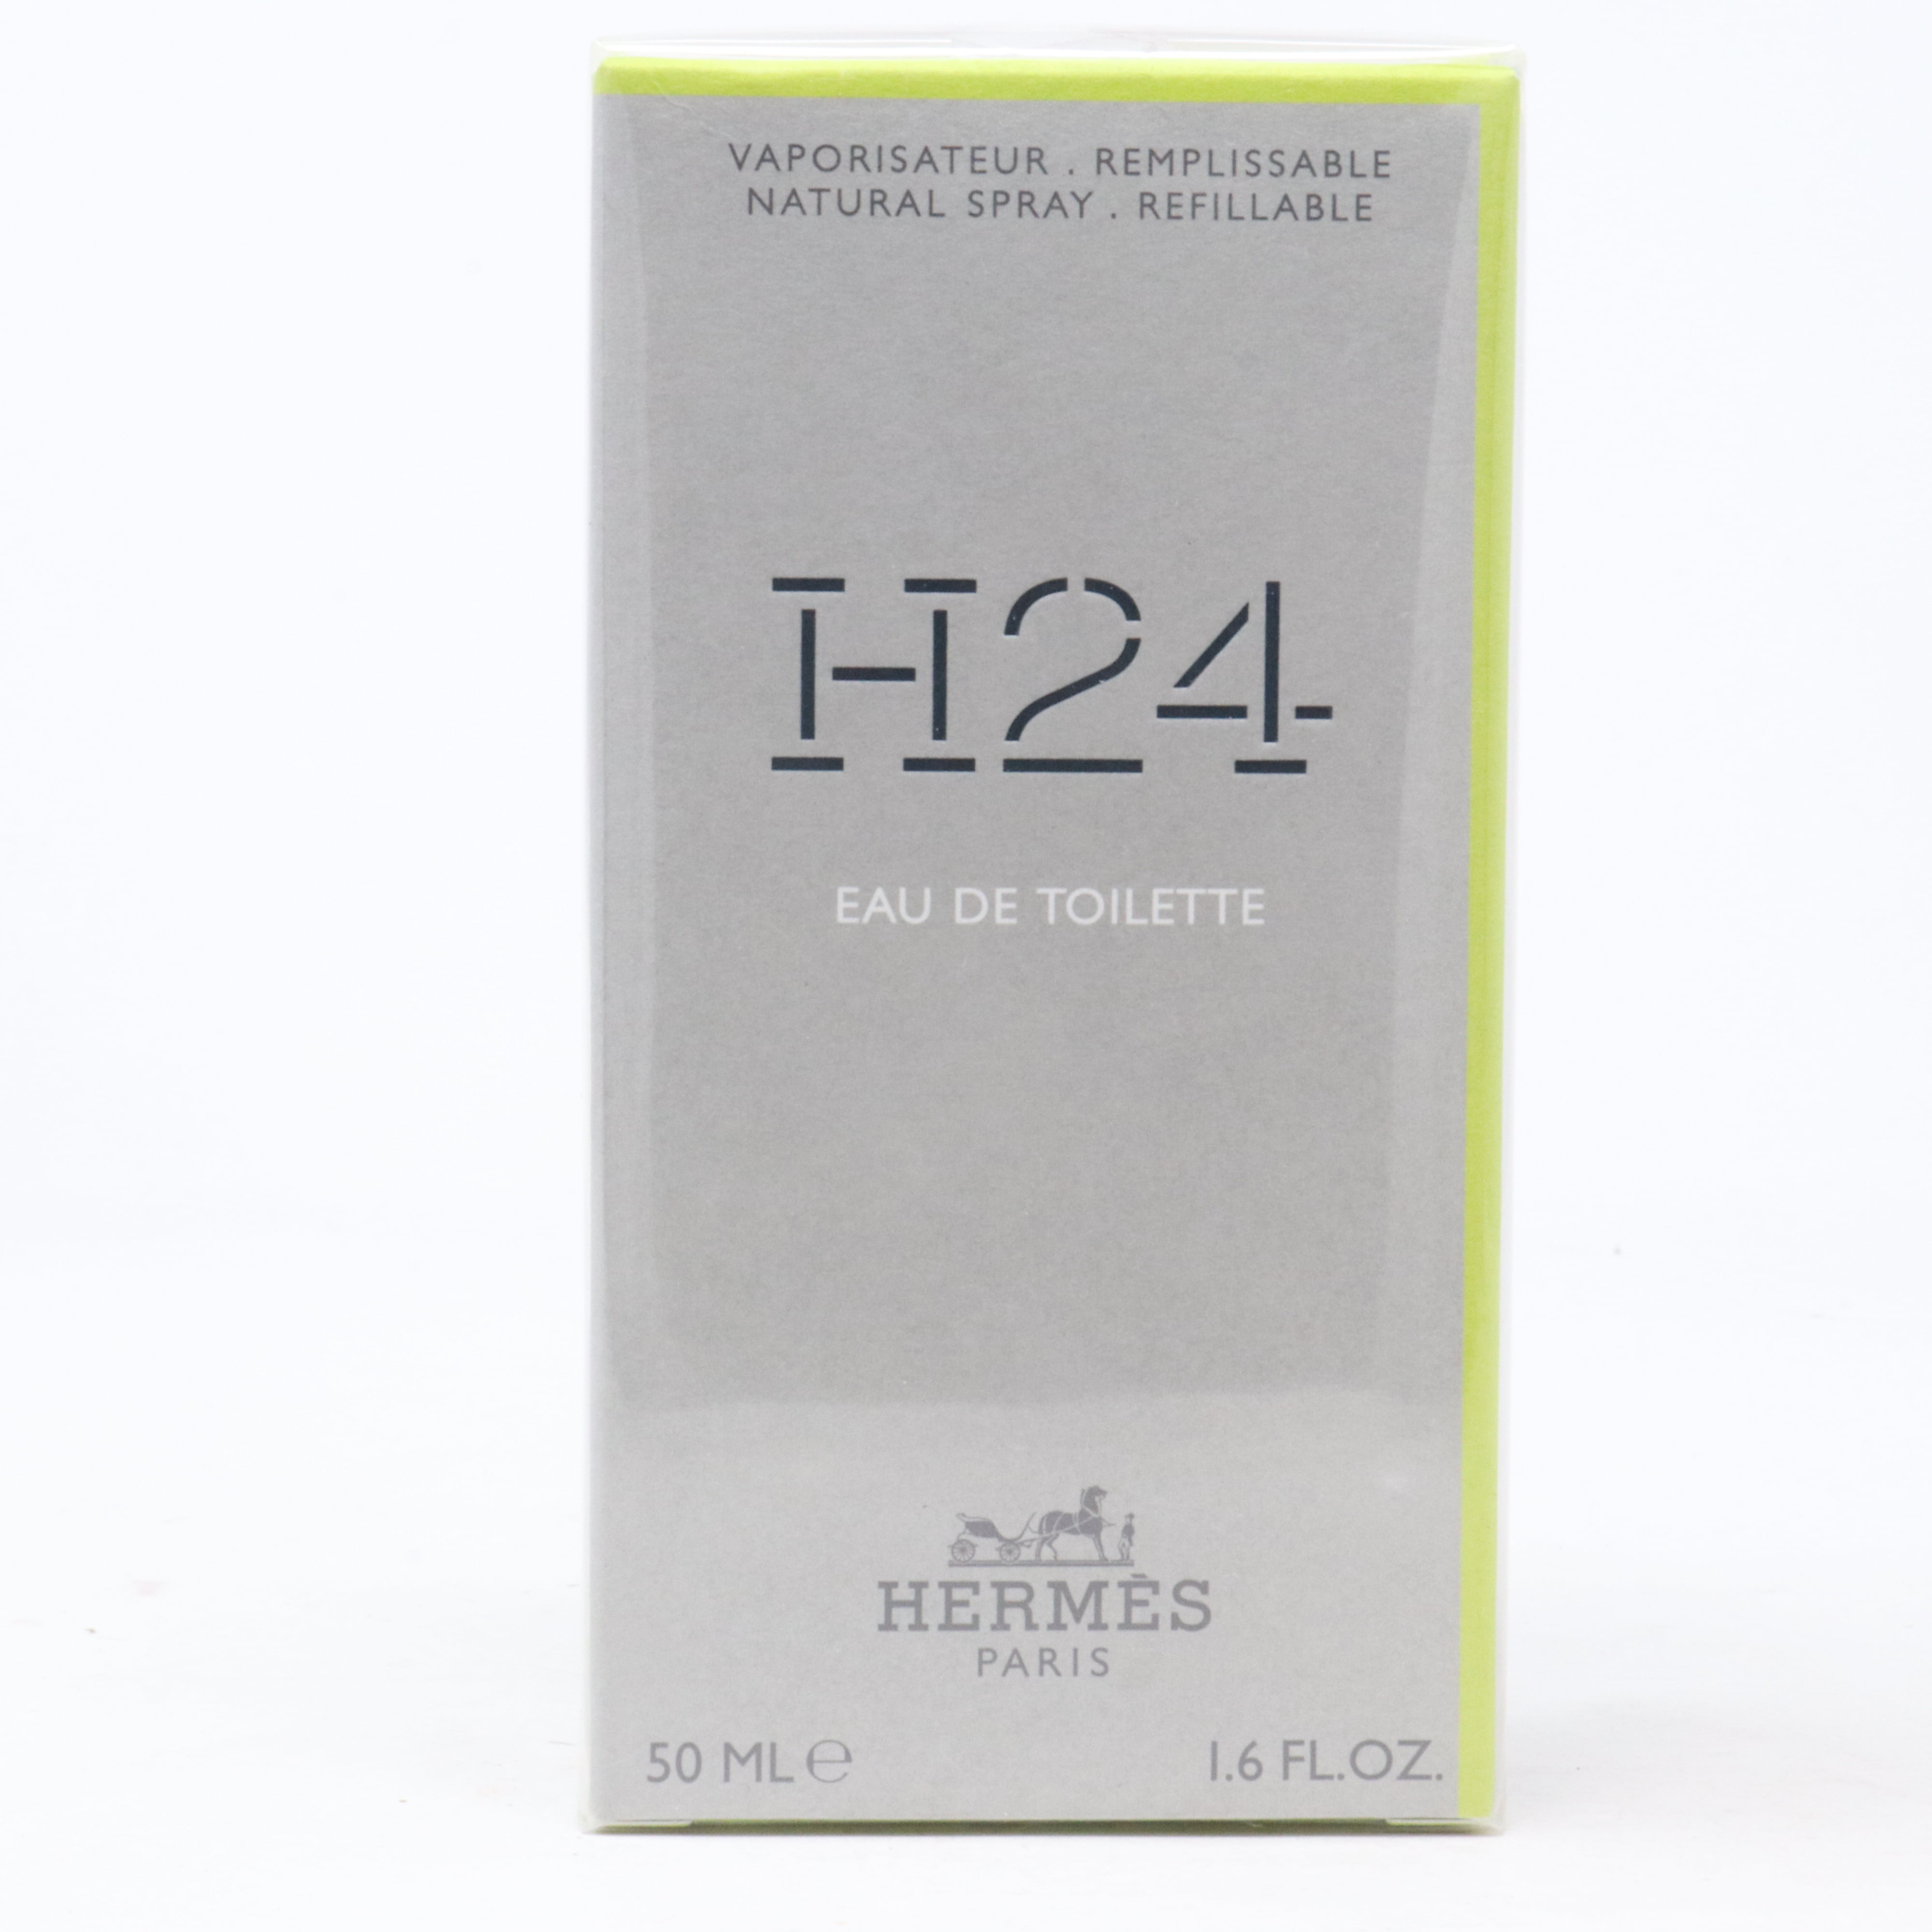 VAPORISATEUR . REMPLISSABLE
NATURAL SPRAY . REFILLABLE
H24
EAU DE TOILETTE
HERMÈS
PARIS
50 ML ℮ 1.6 FL.OZ.